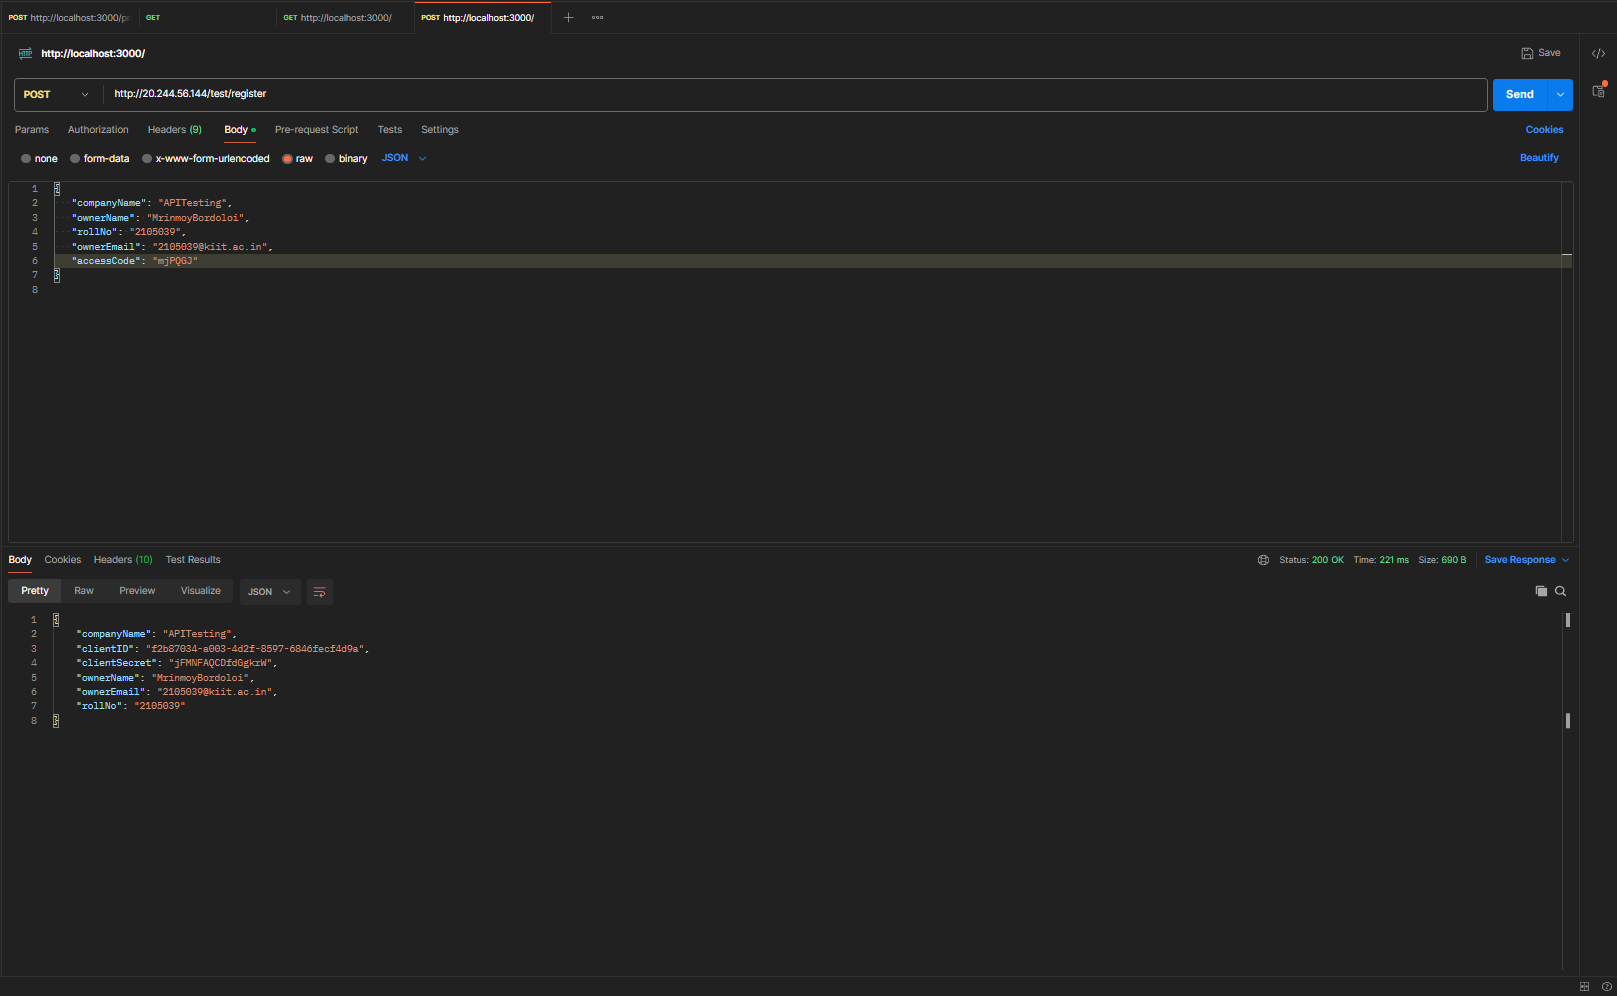 POST http://localhost:3000/pr GET GET http://localhost:3000/ POST http://localhost:3000/
HTTP http://localhost:3000/ Save
POST http://20.244.56.144/test/register Send
Params Authorization Headers (9) Body Pre-request Script Tests Settings Cookies
none form-data x-www-form-urlencoded raw binary JSON Beautify
1 {
2 "companyName": "APITesting",
3 "ownerName": "MrinmoyBordoloi",
4 "rollNo": "2105039",
5 "ownerEmail": "2105039@kiit.ac.in",
6 "accessCode": "mjPQGJ"
7 }
8
Body Cookies Headers (10) Test Results Status: 200 OK Time: 221 ms Size: 690 B Save Response
Pretty Raw Preview Visualize JSON
1 {
2 "companyName": "APITesting",
3 "clientID": "f2b87034-a003-4d2f-8597-6846fecf4d9a",
4 "clientSecret": "jFMNFAQCDfdGgkrW",
5 "ownerName": "MrinmoyBordoloi",
6 "ownerEmail": "2105039@kiit.ac.in",
7 "rollNo": "2105039"
8 }